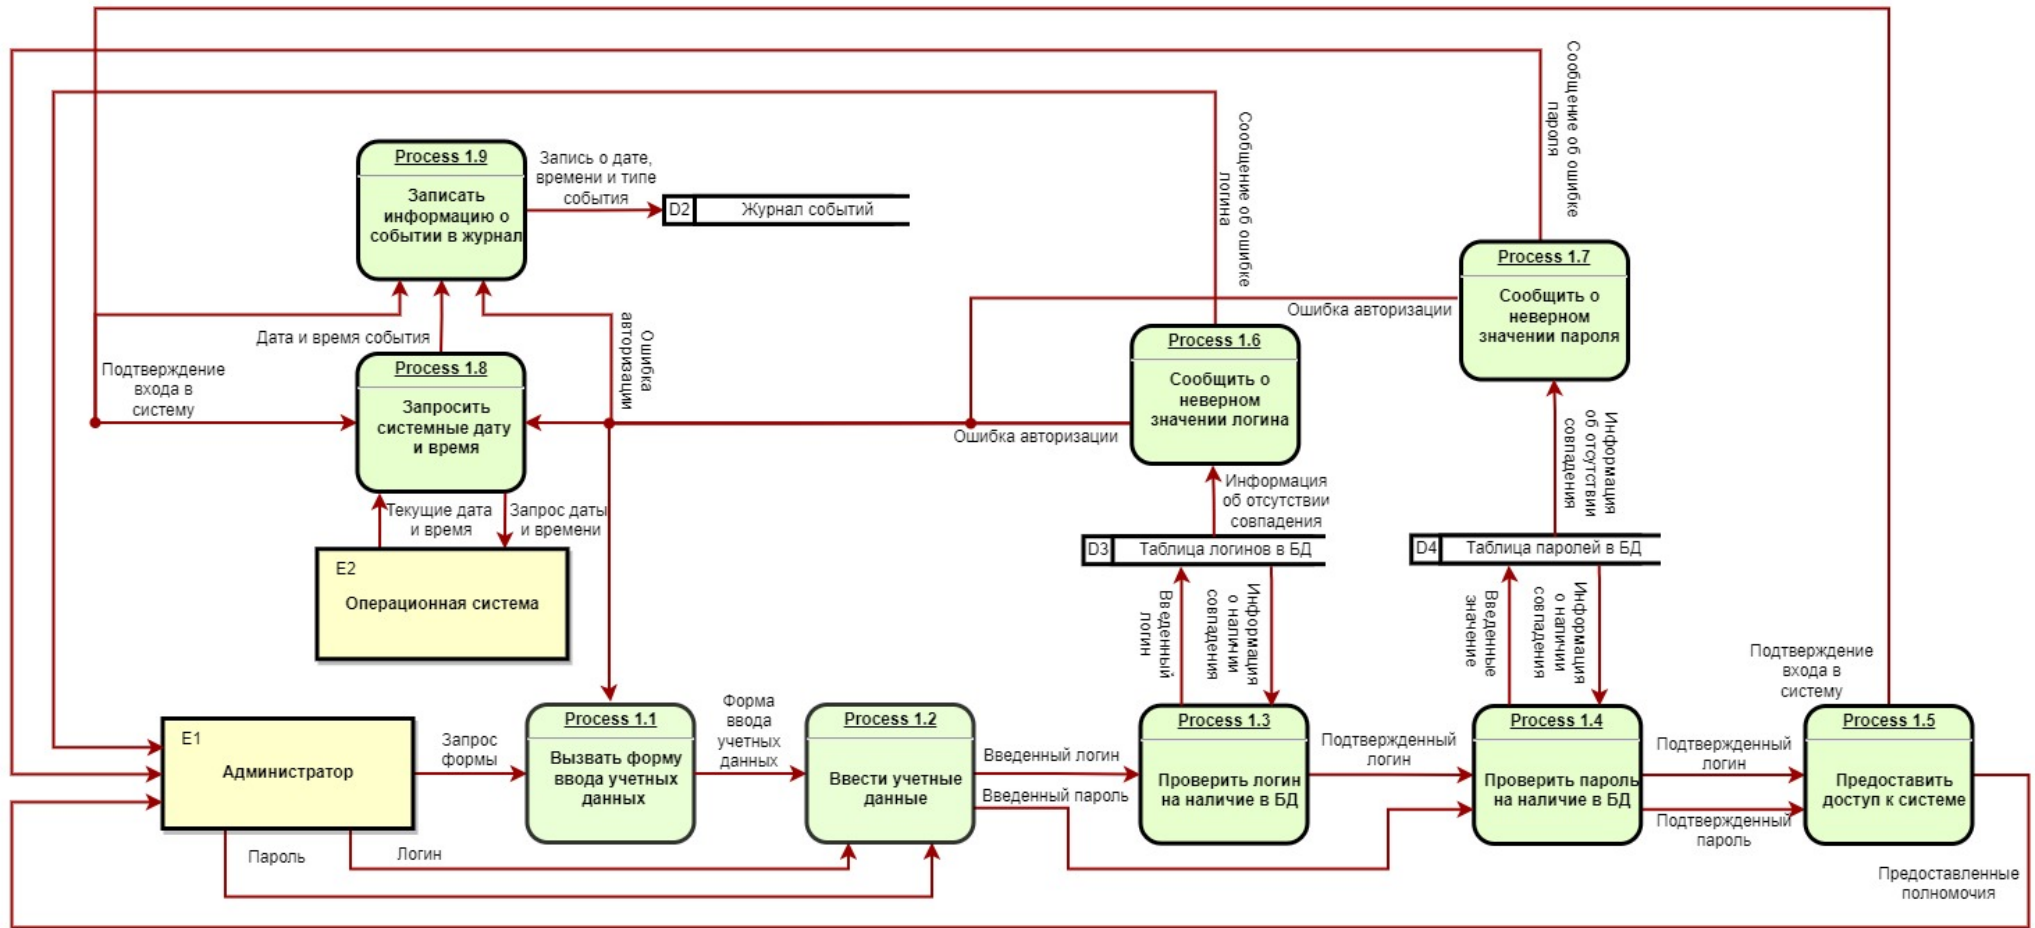 Process 1.9
Записать
информацию о
событии в журнал
Запись о дате,
времени и типе
события
D2
Журнал событий
Сообщение об ошибке
логина
Сообщение об ошибке
пароля
Process 1.7
Сообщить о
неверном
значении пароля
Ошибка авторизации
Process 1.6
Сообщить о
неверном
значении логина
Ошибка авторизации
Дата и время события
Ошибка
авторизации
Подтверждение
входа в
систему
Process 1.8
Запросить
системные дату
и время
Текущие дата
и время
Запрос даты
и времени
E2
Операционная система
Информация
об отсутствии
совпадения
Информация
об отсутствии
совпадения
D3
Таблица логинов в БД
D4
Таблица паролей в БД
Введенный
логин
Информация
о наличии
совпадения
Введенные
значение
Информация
о наличии
совпадения
Подтверждение
входа в
систему
E1
Администратор
Запрос
формы
Process 1.1
Вызвать форму
ввода учетных
данных
Форма
ввода
учетных
данных
Process 1.2
Ввести учетные
данные
Введенный логин
Введенный пароль
Process 1.3
Проверить логин
на наличие в БД
Подтвержденный
логин
Process 1.4
Проверить пароль
на наличие в БД
Подтвержденный
логин
Подтвержденный
пароль
Process 1.5
Предоставить
доступ к системе
Пароль
Логин
Предоставленные
полномочия